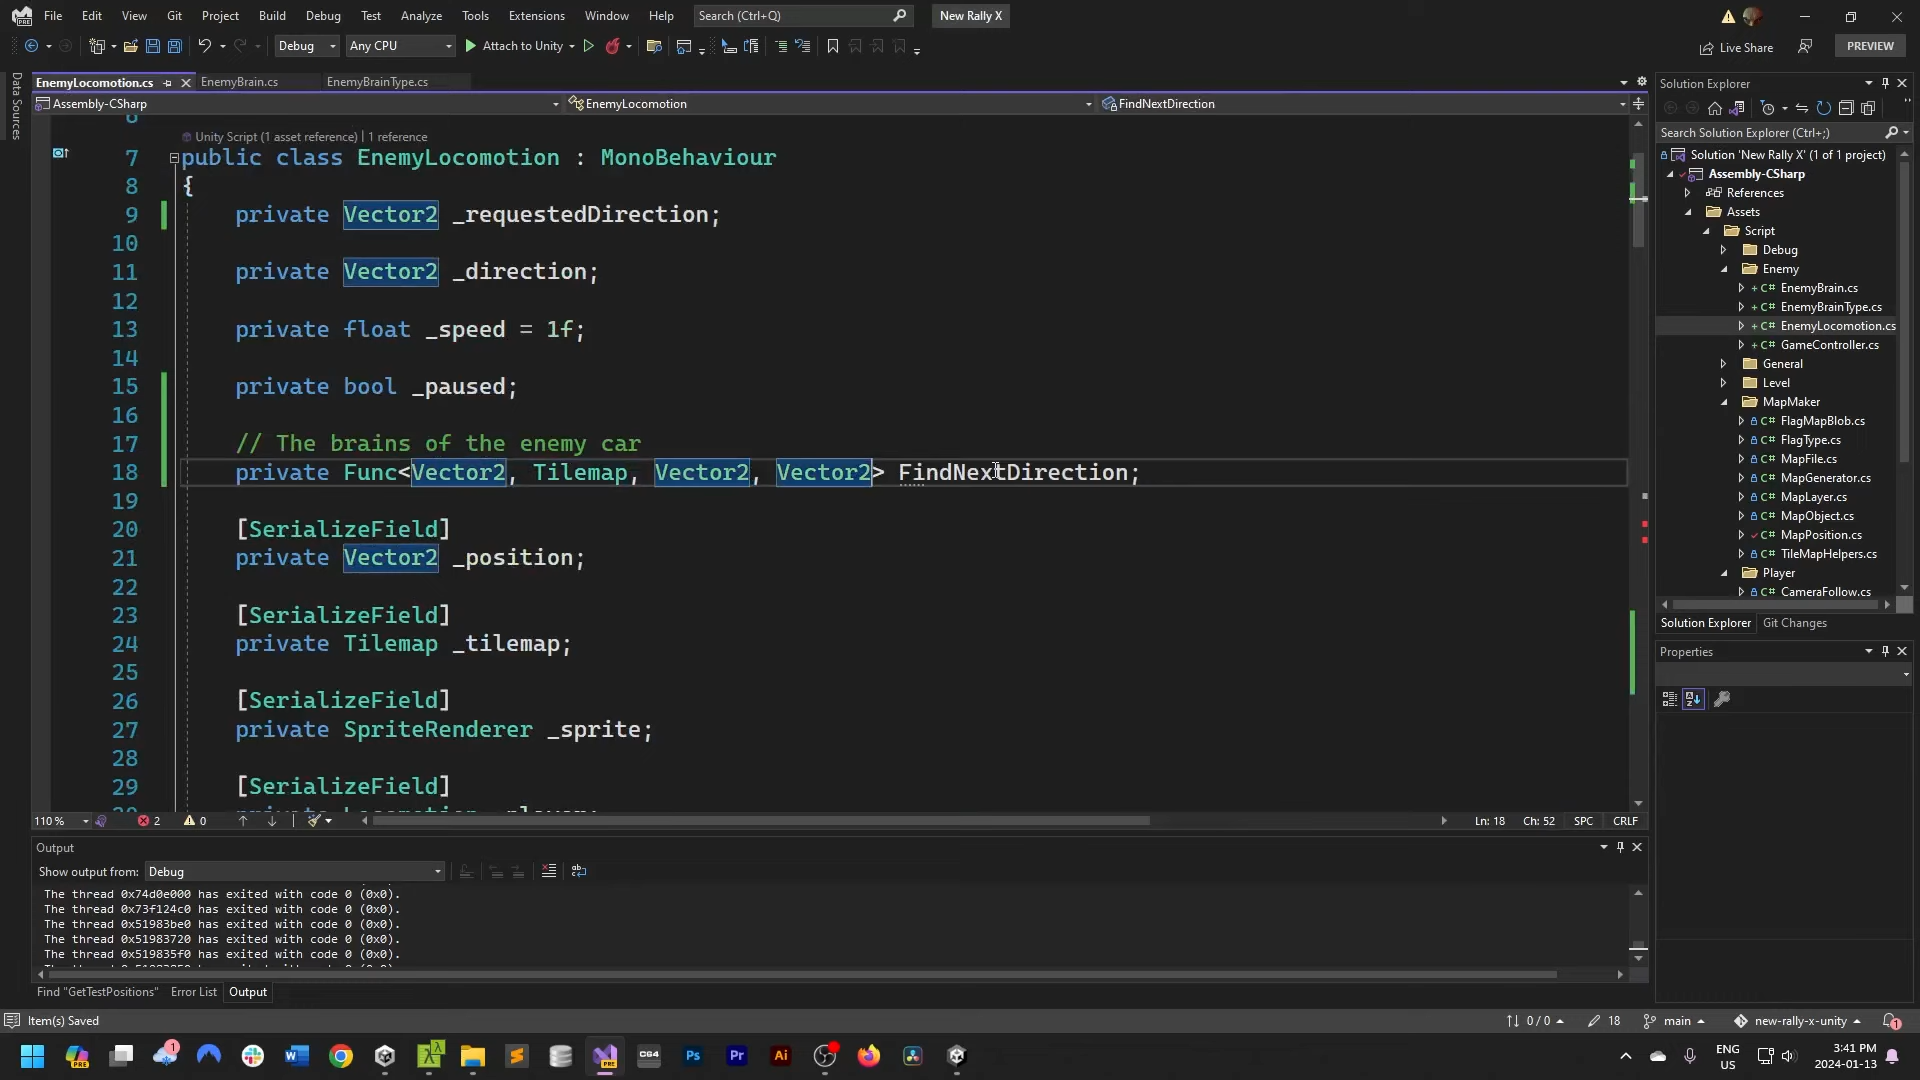 File Edit View Git Project Build Debug Test Analyze Tools Extensions Window Help Search (Ctrl+Q) New Rally X
Debug Any CPU Attach to Unity Live Share PREVIEW
Data Sources
EnemyLocomotion.cs EnemyBrain.cs EnemyBrainType.cs
Assembly-CSharp EnemyLocomotion FindNextDirection
6
Unity Script (1 asset reference) | 1 reference
7 public class EnemyLocomotion : MonoBehaviour
8 {
9 private Vector2 _requestedDirection;
10
11 private Vector2 _direction;
12
13 private float _speed = 1f;
14
15 private bool _paused;
16
17 // The brains of the enemy car
18 private Func<Vector2, Tilemap, Vector2, Vector2> FindNextDirection;
19
20 [SerializeField]
21 private Vector2 _position;
22
23 [SerializeField]
24 private Tilemap _tilemap;
25
26 [SerializeField]
27 private SpriteRenderer _sprite;
28
29 [SerializeField]
110 % 2 0 Ln: 18 Ch: 52 SPC CRLF
Output
Show output from: Debug
The thread 0x74d0e000 has exited with code 0 (0x0).
The thread 0x73f124c0 has exited with code 0 (0x0).
The thread 0x51983be0 has exited with code 0 (0x0).
The thread 0x51983720 has exited with code 0 (0x0).
The thread 0x519835f0 has exited with code 0 (0x0).
Find "GetTestPositions" Error List Output
Solution Explorer
Search Solution Explorer (Ctrl+;)
Solution 'New Rally X' (1 of 1 project)
Assembly-CSharp
References
Assets
Script
Debug
Enemy
EnemyBrain.cs
EnemyBrainType.cs
EnemyLocomotion.cs
GameController.cs
General
Level
MapMaker
FlagMapBlob.cs
FlagType.cs
MapFile.cs
MapGenerator.cs
MapLayer.cs
MapObject.cs
MapPosition.cs
TileMapHelpers.cs
Player
CameraFollow.cs
Solution Explorer Git Changes
Properties
Item(s) Saved 0 / 0 18 main new-rally-x-unity 1
1 CG4 Ps Pr Ai ENG US 3:41 PM 2024-01-13